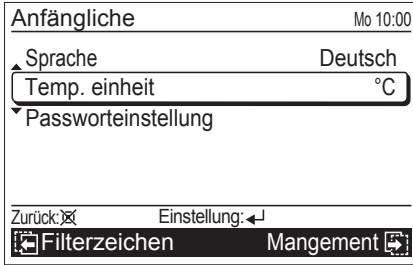 Anfängliche Mo 10:00
Sprache Deutsch
Temp. einheit °C
Passworteinstellung
Zurück: Einstellung:
Filterzeichen Mangement